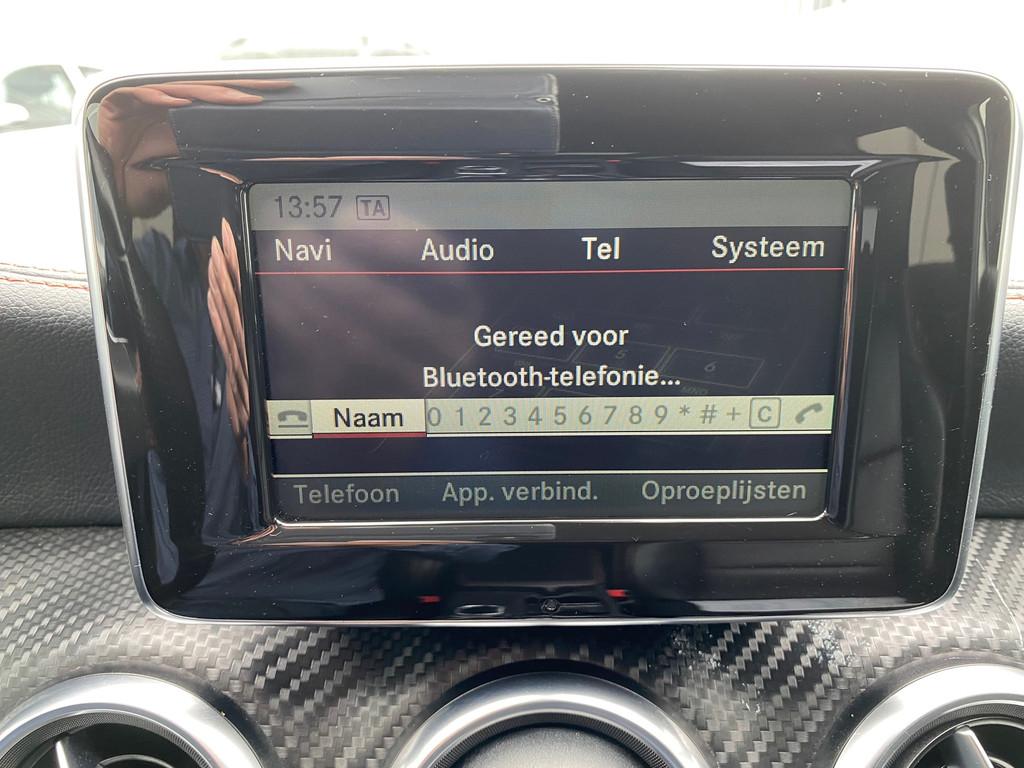 13:57 TA
Navi Audio Tel Systeem
Gereed voor
Bluetooth-telefonie...
Naam 0 1 2 3 4 5 6 7 8 9 * # + C
Telefoon App. verbind. Oproeplijsten